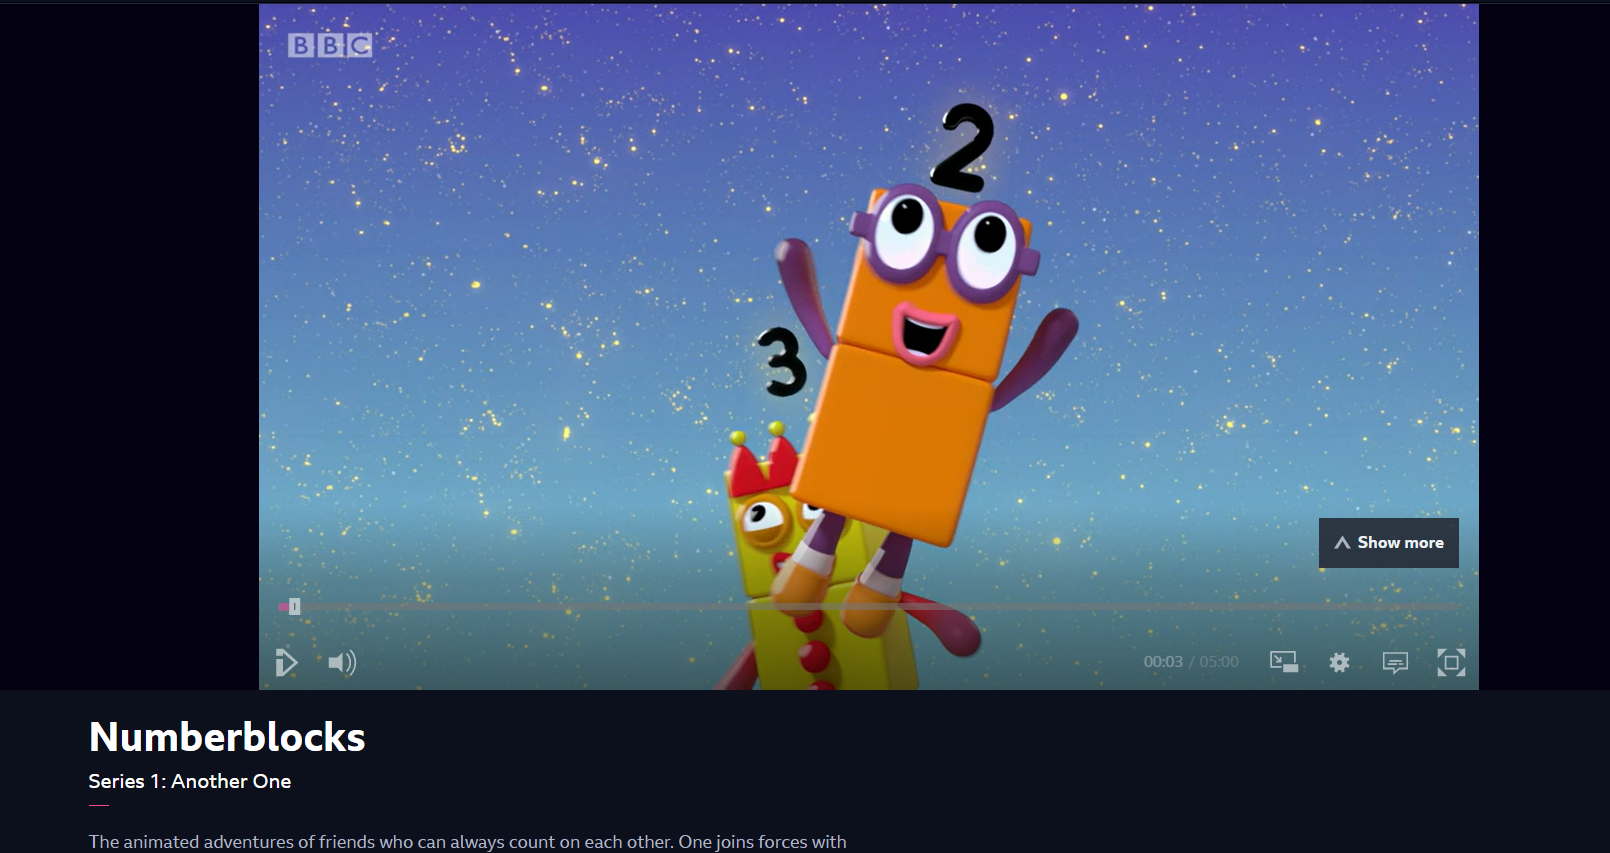 BBC
2
3
Show more
00:03 / 05:00
Numberblocks
Series 1: Another One
The animated adventures of friends who can always count on each other. One joins forces with